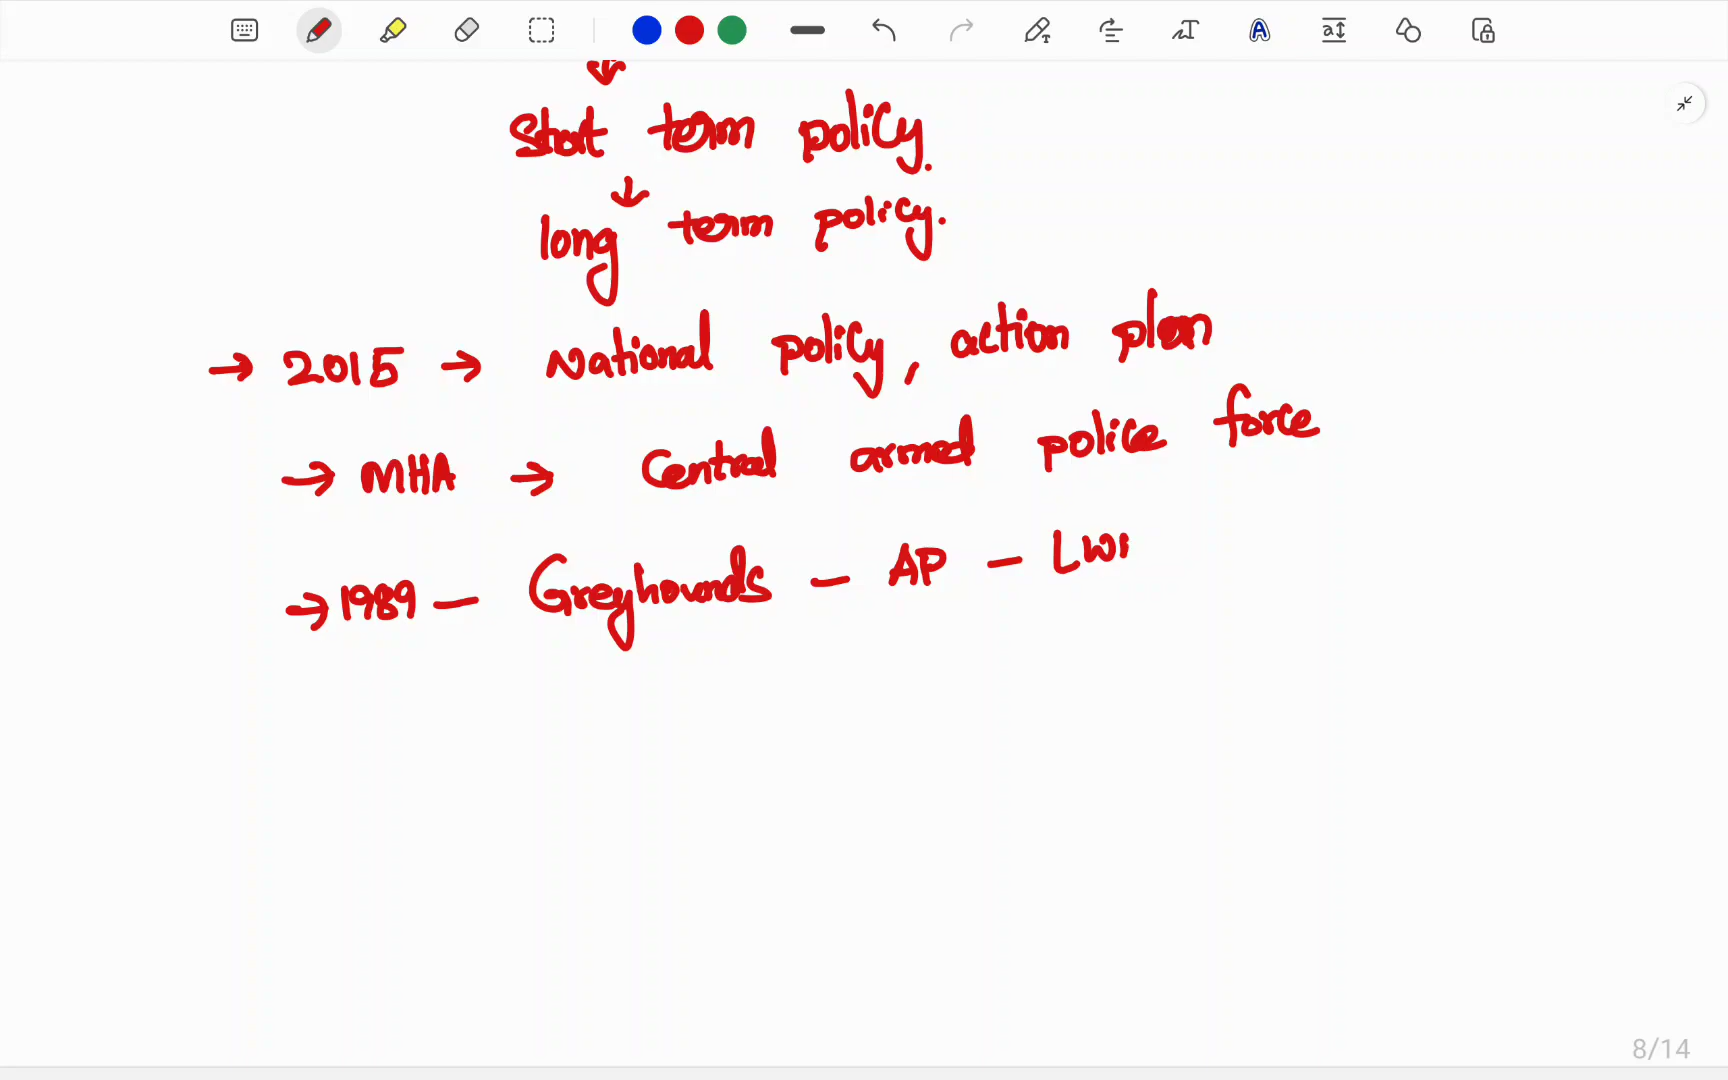 Short term policy.
↓
long term policy.
→ 2015 → National policy, action plan
→ MHA → Central armed police force
→ 1989 – Greyhounds – AP – LW
8/14